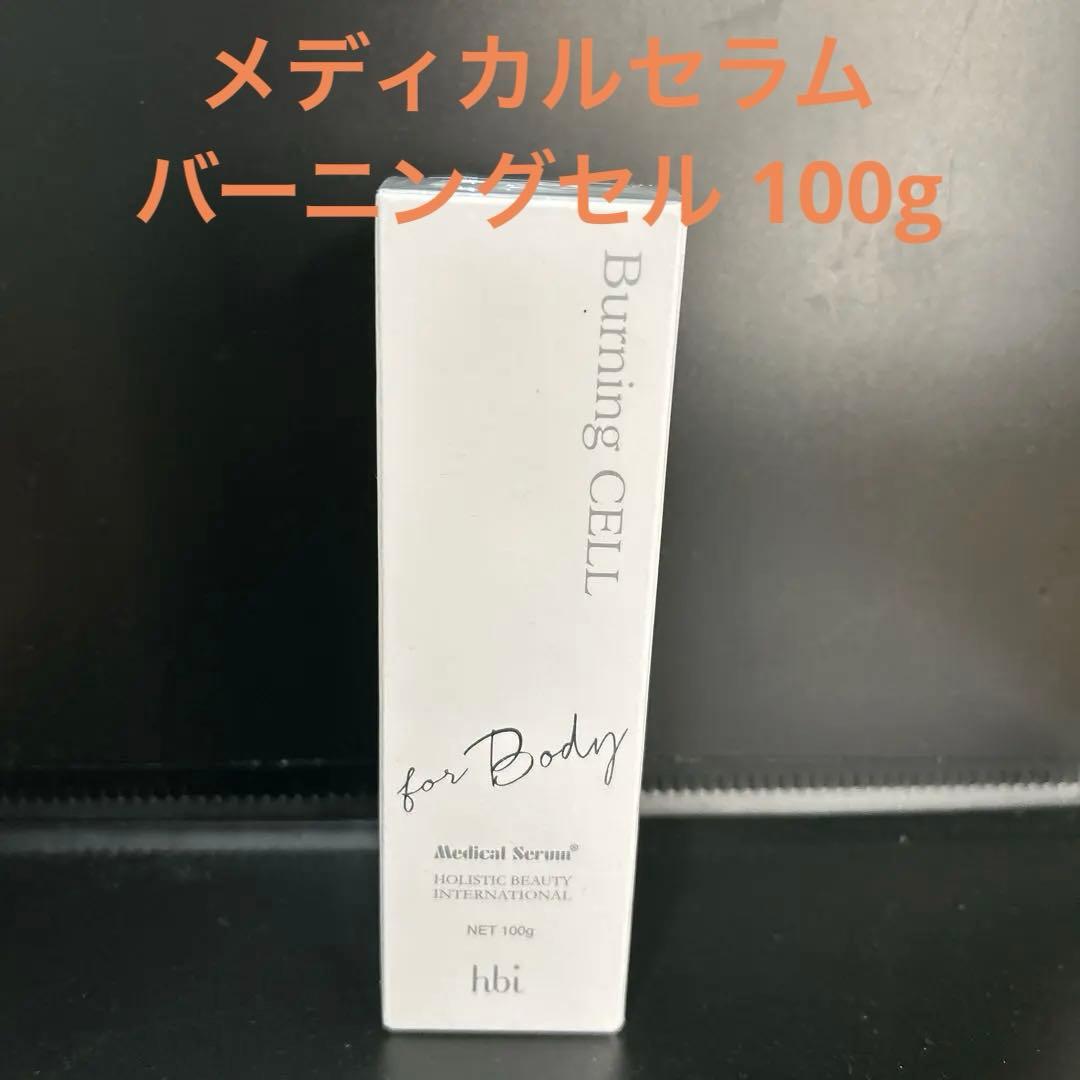 メディカルセラム
バーニングセル 100g
Burning CELL
for Body
Medical Serum®
HOLISTIC BEAUTY
INTERNATIONAL
NET 100g
hbi